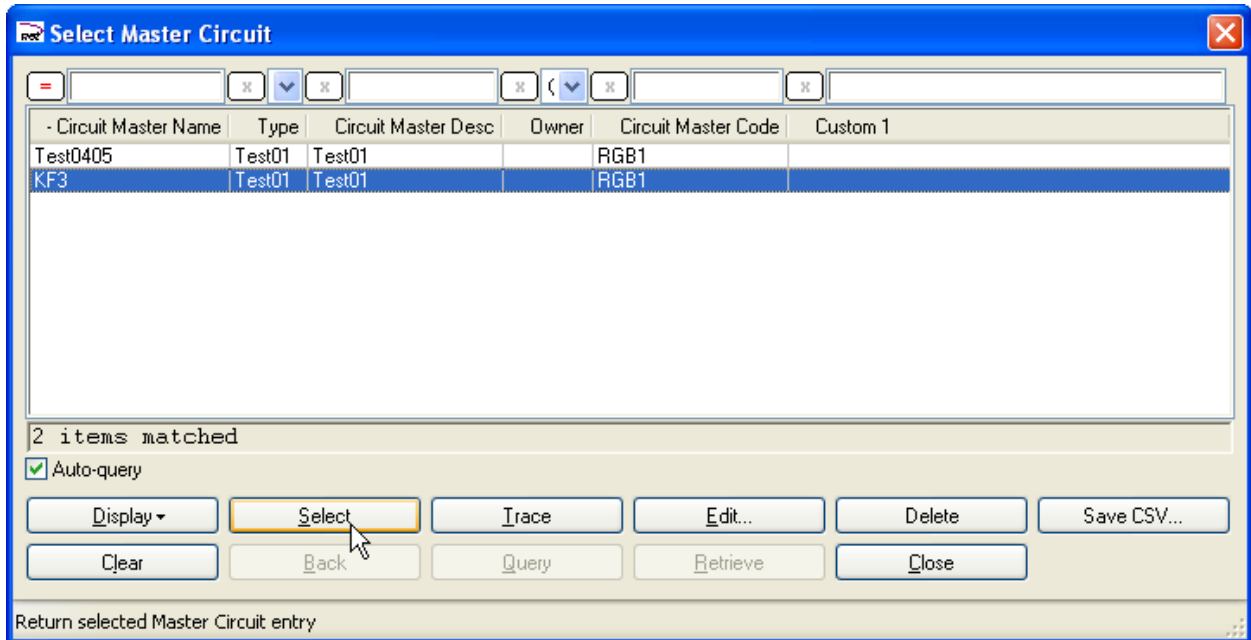 Select Master Circuit
= x x x ( x x
- Circuit Master Name Type Circuit Master Desc Owner Circuit Master Code Custom 1
Test0405 Test01 Test01 RGB1
KF3 Test01 Test01 RGB1
2 items matched
Auto-query
Display Select Trace Edit... Delete Save CSV...
Clear Back Query Retrieve Close
Return selected Master Circuit entry